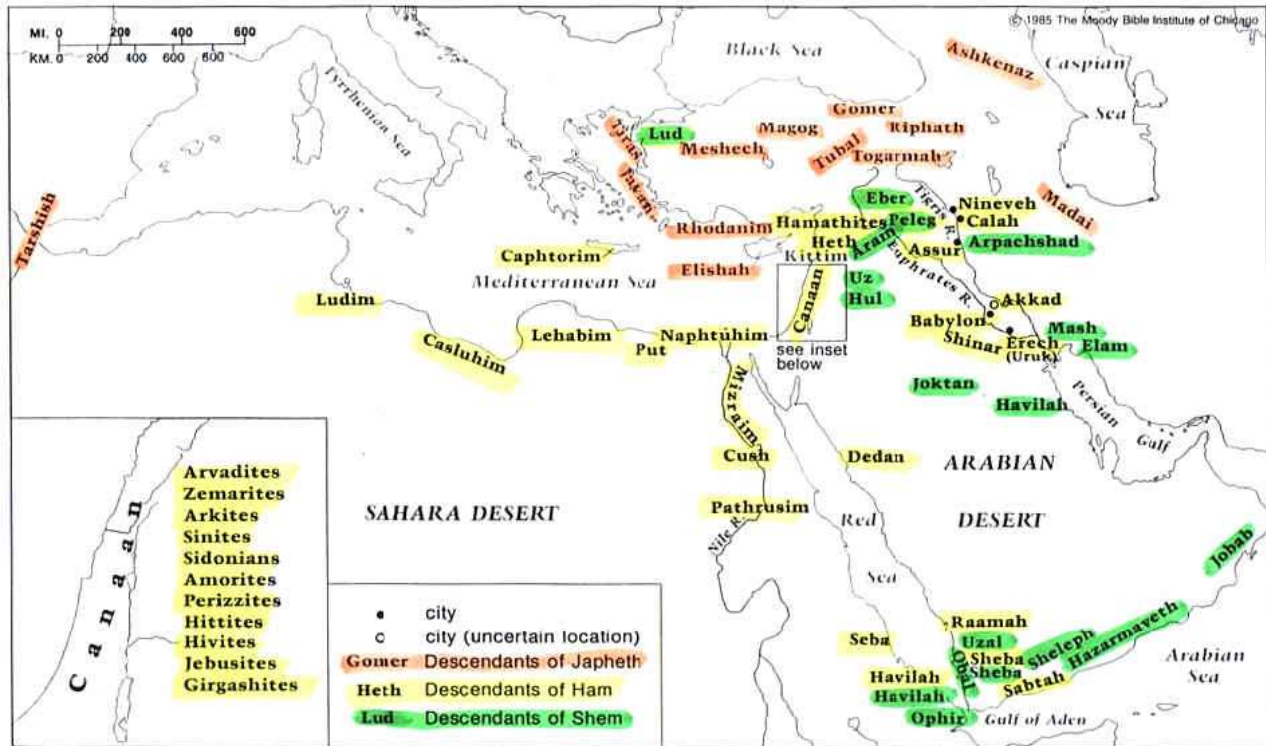 © 1985 The Moody Bible Institute of Chicago
MI. 0 200 400 600
KM. 0 200 400 600
Black Sea
Ashkenaz
Caspian
Sea
Tyrrhenian Sea
Gomer
Magog
Riphath
Tiras
Lud
Meshech
Tubal
Togarmah
Javan
Tarshish
Eber
Tigris R.
Nineveh
Madai
Rhodanim
Hamathites
Peleg
Calah
Heth
Aram
Assur
Arpachshad
Caphtorim
Kittim
Mediterranean Sea
Elishah
Uz
Euphrates R.
Ludim
Canaan
Hul
Akkad
Babylon
Mash
Lehabim
Naphtuhim
Casluhim
Put
see inset
below
Shinar
Erech
(Uruk)
Elam
Mizraim
Joktan
Havilah
Persian
Gulf
Cush
Dedan
ARABIAN
DESERT
SAHARA DESERT
Pathrusim
Nile R.
Red
Sea
Jobab
Raamah
Seba
Uzal
Obal
Sheba
Sheba
Sheleph
Hazarmaveth
Arabian
Sea
Havilah
Havilah
Sabtah
Ophir
Gulf of Aden
Canaan
Arvadites
Zemarites
Arkites
Sinites
Sidonians
Amorites
Perizzites
Hittites
Hivites
Jebusites
Girgashites
city
city (uncertain location)
Gomer Descendants of Japheth
Heth Descendants of Ham
Lud Descendants of Shem